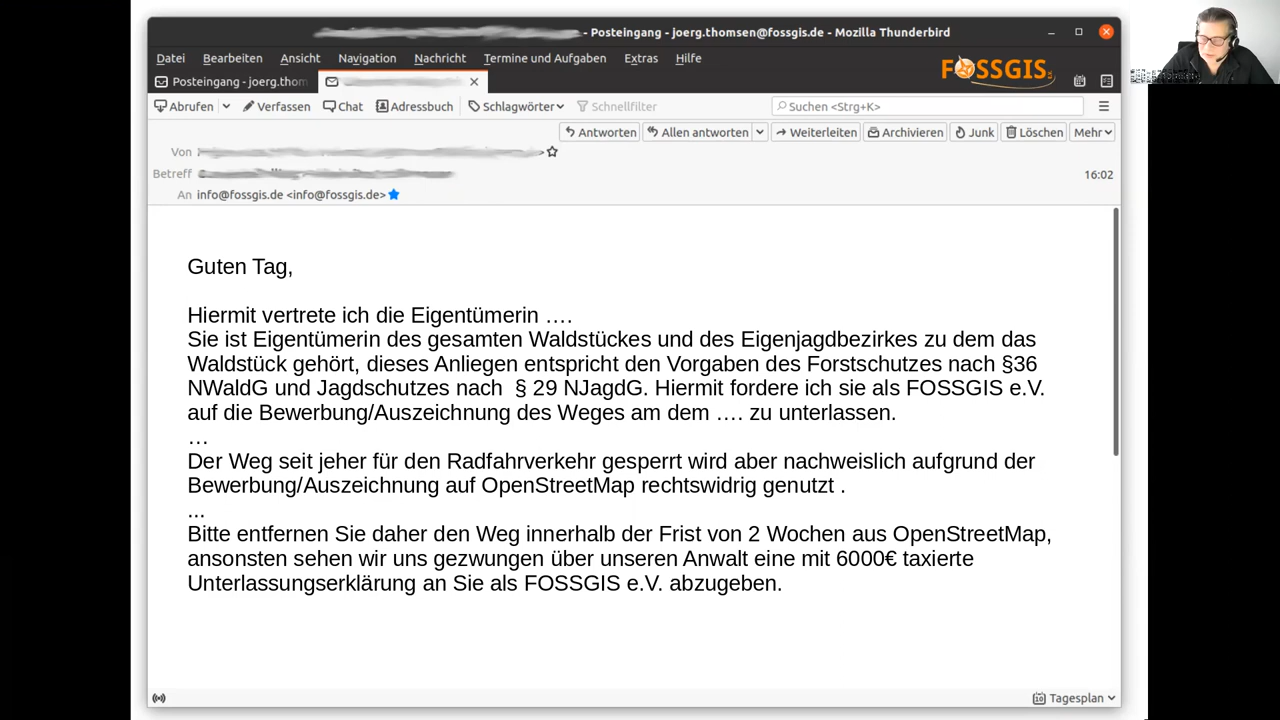 - Posteingang - joerg.thomsen@fossgis.de - Mozilla Thunderbird
Datei Bearbeiten Ansicht Navigation Nachricht Termine und Aufgaben Extras Hilfe
FOSSGIS
Posteingang - joerg.thom
Abrufen Verfassen Chat Adressbuch Schlagwörter Schnellfilter Suchen <Strg+K>
Antworten Allen antworten Weiterleiten Archivieren Junk Löschen Mehr
Von >
Betreff 16:02
An info@fossgis.de <info@fossgis.de>
Guten Tag,
Hiermit vertrete ich die Eigentümerin ….
Sie ist Eigentümerin des gesamten Waldstückes und des Eigenjagdbezirkes zu dem das
Waldstück gehört, dieses Anliegen entspricht den Vorgaben des Forstschutzes nach §36
NWaldG und Jagdschutzes nach § 29 NJagdG. Hiermit fordere ich sie als FOSSGIS e.V.
auf die Bewerbung/Auszeichnung des Weges am dem …. zu unterlassen.
…
Der Weg seit jeher für den Radfahrverkehr gesperrt wird aber nachweislich aufgrund der
Bewerbung/Auszeichnung auf OpenStreetMap rechtswidrig genutzt .
...
Bitte entfernen Sie daher den Weg innerhalb der Frist von 2 Wochen aus OpenStreetMap,
ansonsten sehen wir uns gezwungen über unseren Anwalt eine mit 6000€ taxierte
Unterlassungserklärung an Sie als FOSSGIS e.V. abzugeben.
Tagesplan